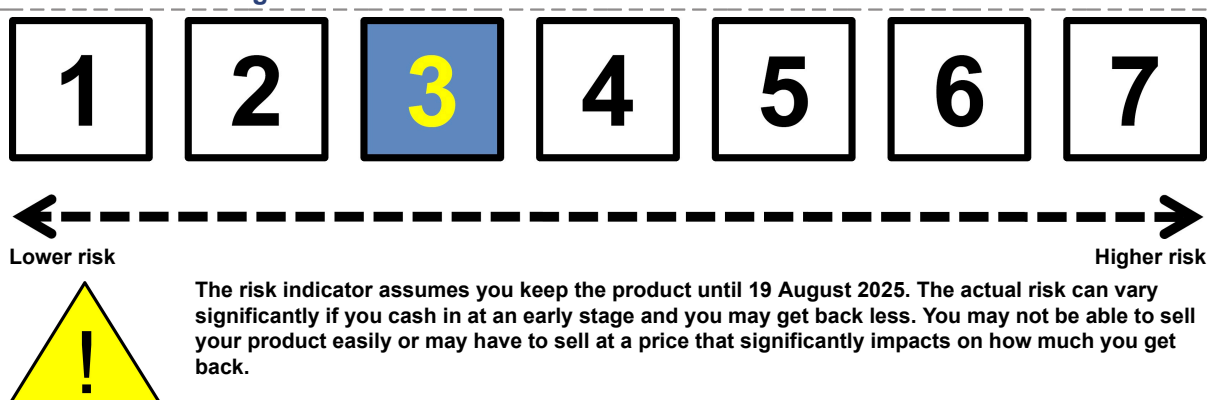 1 2 3 4 5 6 7
Lower risk Higher risk
The risk indicator assumes you keep the product until 19 August 2025. The actual risk can vary
significantly if you cash in at an early stage and you may get back less. You may not be able to sell
your product easily or may have to sell at a price that significantly impacts on how much you get
back.
!